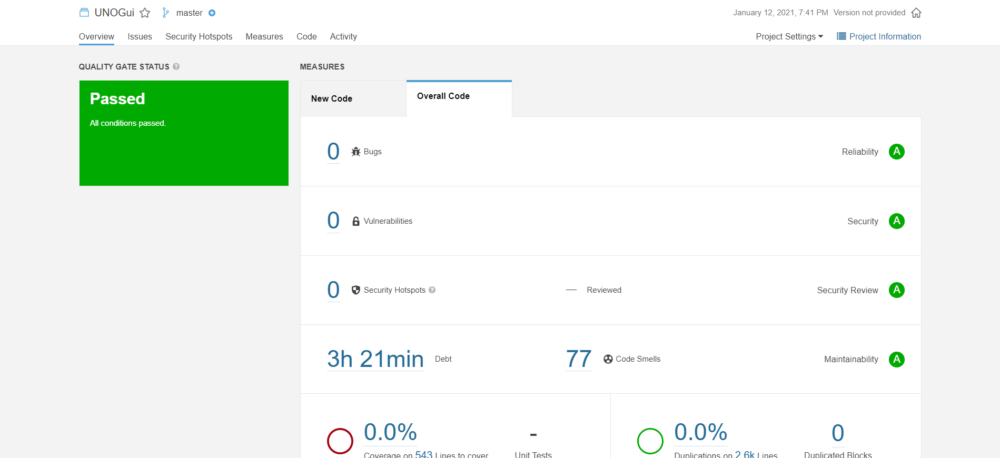 UNOGui master
January 12, 2021, 7:41 PM Version not provided
Overview Issues Security Hotspots Measures Code Activity
Project Settings Project Information
QUALITY GATE STATUS ?
Passed
All conditions passed.
MEASURES
New Code
Overall Code
0 Bugs
Reliability A
0 Vulnerabilities
Security A
0 Security Hotspots ?
— Reviewed
Security Review A
3h 21min Debt
77 Code Smells
Maintainability A
0.0%
Coverage on 543 Lines to cover
-
Unit Tests
0.0%
Duplications on 2.6k Lines
0
Duplicated Blocks